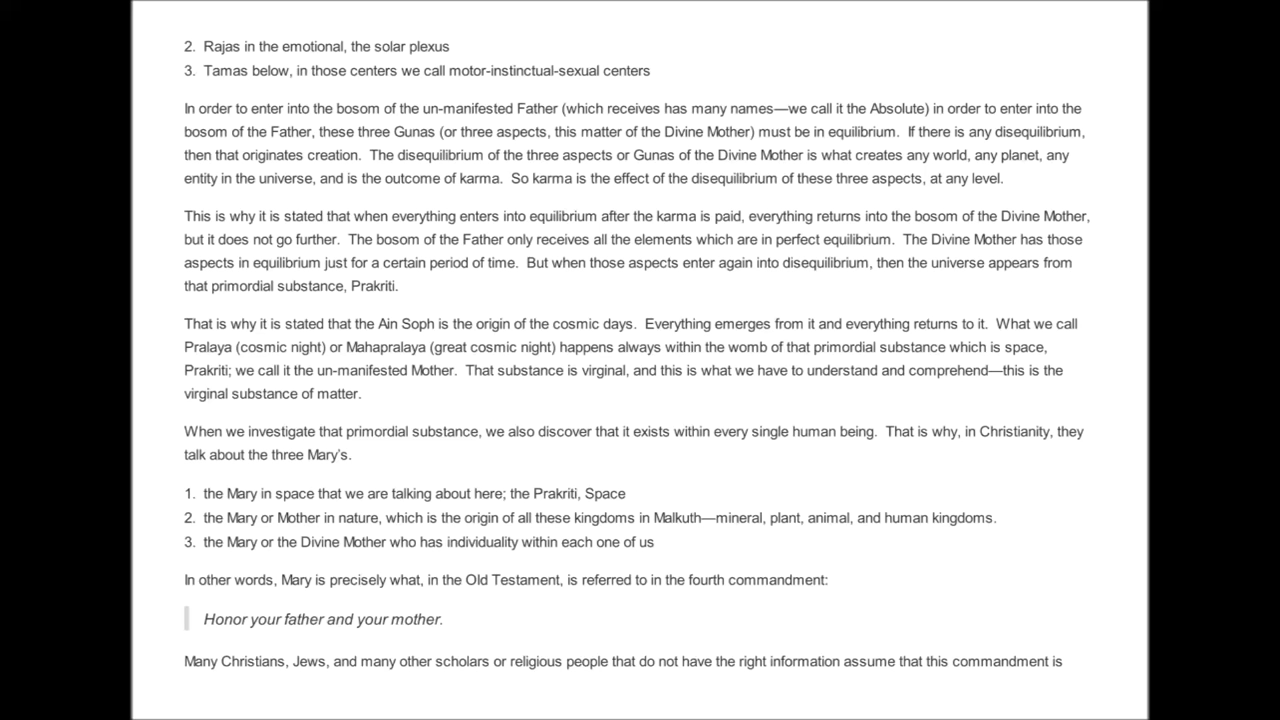 2. Rajas in the emotional, the solar plexus
3. Tamas below, in those centers we call motor-instinctual-sexual centers
In order to enter into the bosom of the un-manifested Father (which receives has many names—we call it the Absolute) in order to enter into the
bosom of the Father, these three Gunas (or three aspects, this matter of the Divine Mother) must be in equilibrium. If there is any disequilibrium,
then that originates creation. The disequilibrium of the three aspects or Gunas of the Divine Mother is what creates any world, any planet, any
entity in the universe, and is the outcome of karma. So karma is the effect of the disequilibrium of these three aspects, at any level.
This is why it is stated that when everything enters into equilibrium after the karma is paid, everything returns into the bosom of the Divine Mother,
but it does not go further. The bosom of the Father only receives all the elements which are in perfect equilibrium. The Divine Mother has those
aspects in equilibrium just for a certain period of time. But when those aspects enter again into disequilibrium, then the universe appears from
that primordial substance, Prakriti.
That is why it is stated that the Ain Soph is the origin of the cosmic days. Everything emerges from it and everything returns to it. What we call
Pralaya (cosmic night) or Mahapralaya (great cosmic night) happens always within the womb of that primordial substance which is space,
Prakriti; we call it the un-manifested Mother. That substance is virginal, and this is what we have to understand and comprehend—this is the
virginal substance of matter.
When we investigate that primordial substance, we also discover that it exists within every single human being. That is why, in Christianity, they
talk about the three Mary's.
1. the Mary in space that we are talking about here; the Prakriti, Space
2. the Mary or Mother in nature, which is the origin of all these kingdoms in Malkuth—mineral, plant, animal, and human kingdoms.
3. the Mary or the Divine Mother who has individuality within each one of us
In other words, Mary is precisely what, in the Old Testament, is referred to in the fourth commandment:
Honor your father and your mother.
Many Christians, Jews, and many other scholars or religious people that do not have the right information assume that this commandment is